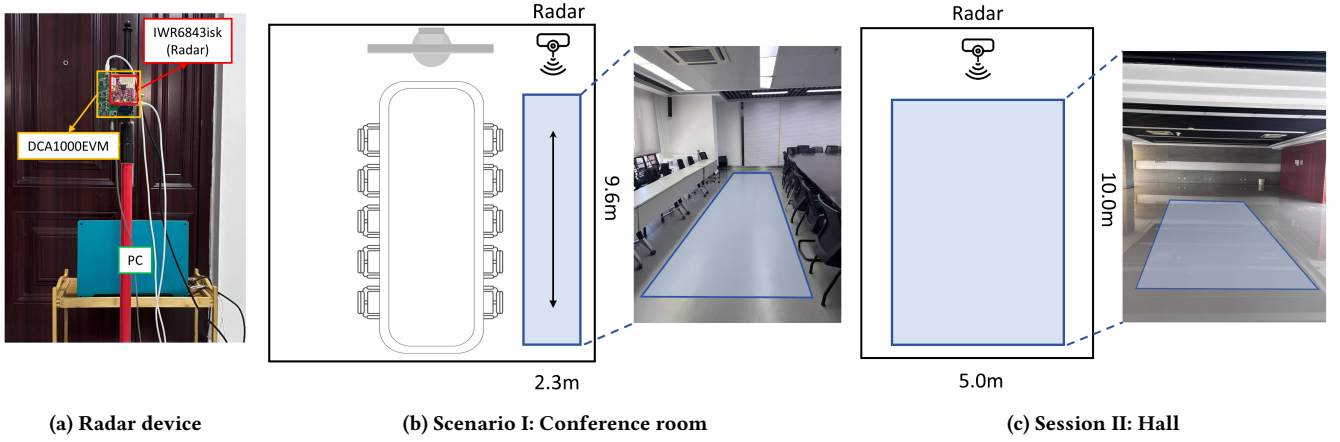 IWR6843isk
(Radar)
DCA1000EVM
PC
(a) Radar device
Radar
9.6m
2.3m
(b) Scenario I: Conference room
Radar
10.0m
5.0m
(c) Session II: Hall